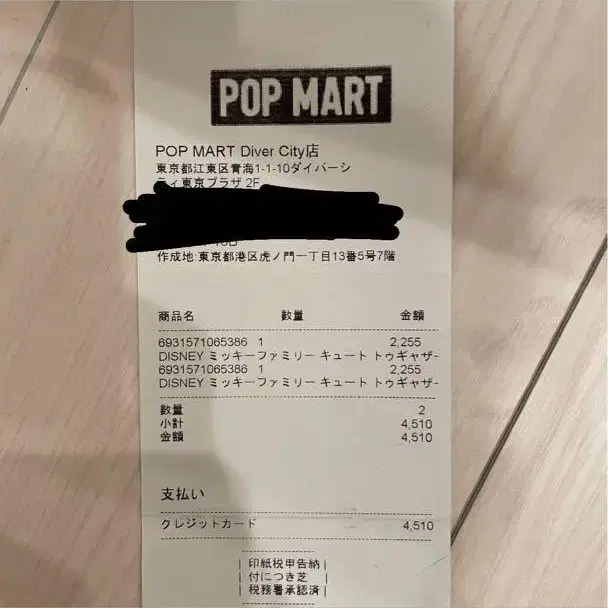 POP MART
POP MART Diver City店
東京都江東区青海1-1-10ダイバーシ
ティ東京プラザ 2F
作成地:東京都港区虎ノ門一丁目13番5号7階
商品名 数量 金額
6931571065386 1 2,255
DISNEY ミッキーファミリー キュート トゥギャザ-
6931571065386 1 2,255
DISNEY ミッキーファミリー キュート トゥギャザ-
数量 2
小計 4,510
金額 4,510
支払い
クレジットカード 4,510
印紙税申告納
付につき芝
税務署承認済